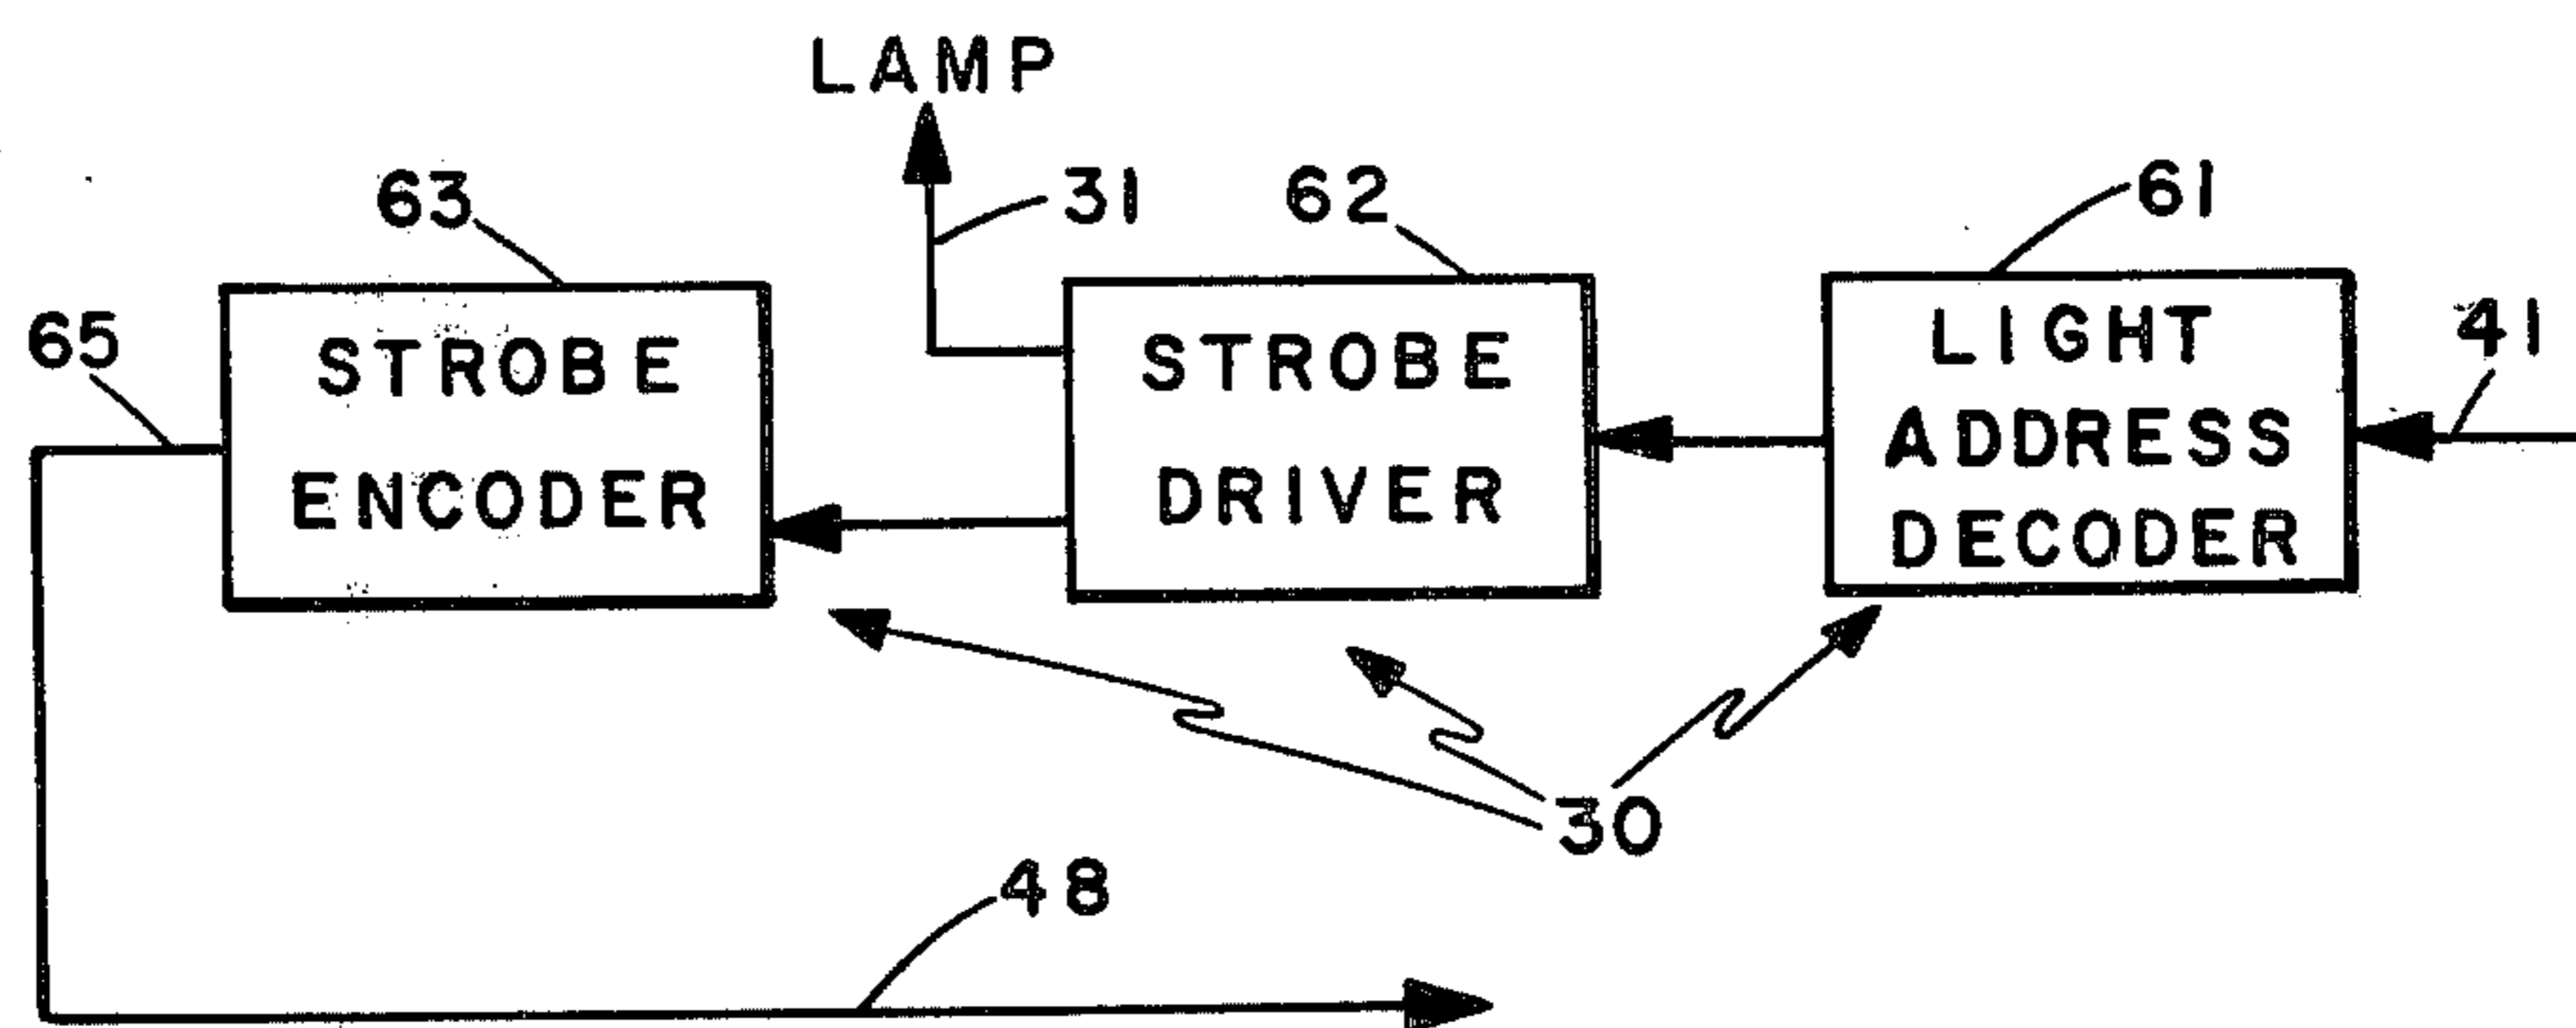 LAMP
63
31
62
61
65
STROBE
ENCODER
STROBE
DRIVER
LIGHT
ADDRESS
DECODER
41
30
48